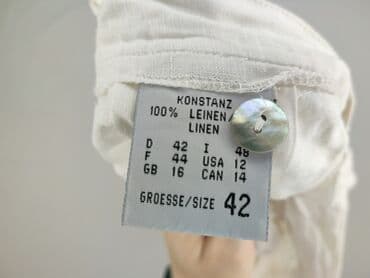 KONSTANZ
100% LEINEN/
LINEN
D 42 I 48
F 44 USA 12
GB 16 CAN 14
GROESSE/SIZE 42